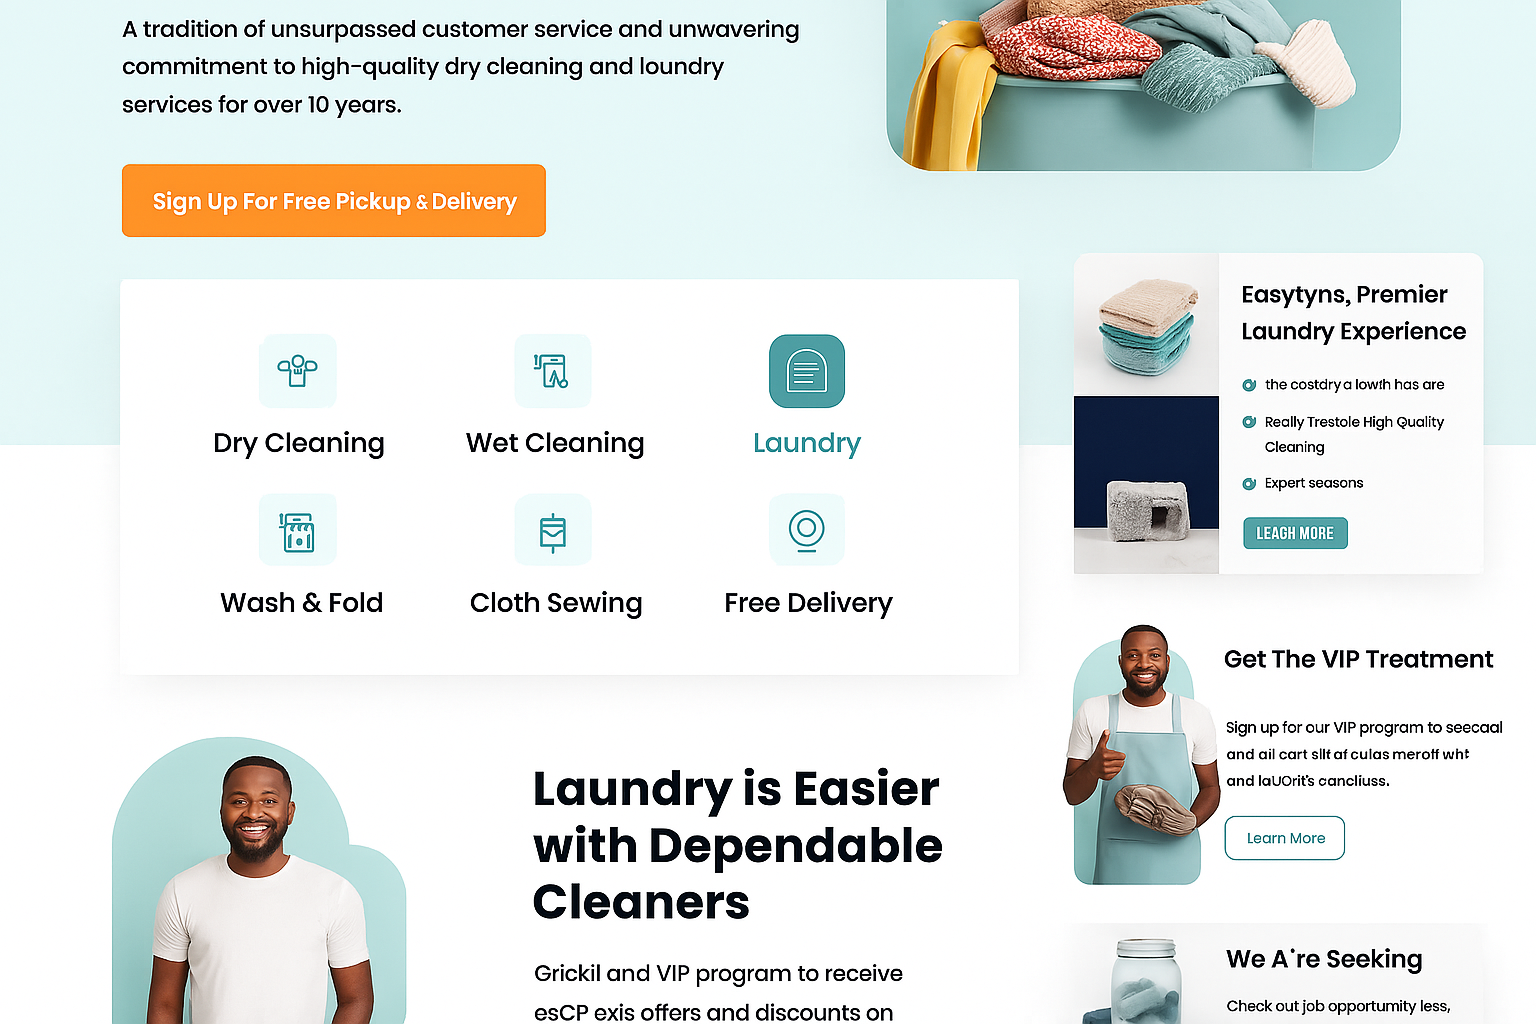 A tradition of unsurpassed customer service and unwavering
commitment to high-quality dry cleaning and loundry
services for over 10 years.
Sign Up For Free Pickup & Delivery
Dry Cleaning
Wet Cleaning
Laundry
Wash & Fold
Cloth Sewing
Free Delivery
Laundry is Easier
with Dependable
Cleaners
Grickil and VIP program to receive
esCP exis offers and discounts on
Easytyns, Premier
Laundry Experience
the costdry a lowth has are
Really Trestole High Quality
Cleaning
Expert seasons
LEAGH MORE
Get The VIP Treatment
Sign up for our VIP program to seecaal
and ail cart slit af culas meroff wht
and laUOrit's cancliuss.
Learn More
We A're Seeking
Check out job opportunity less,